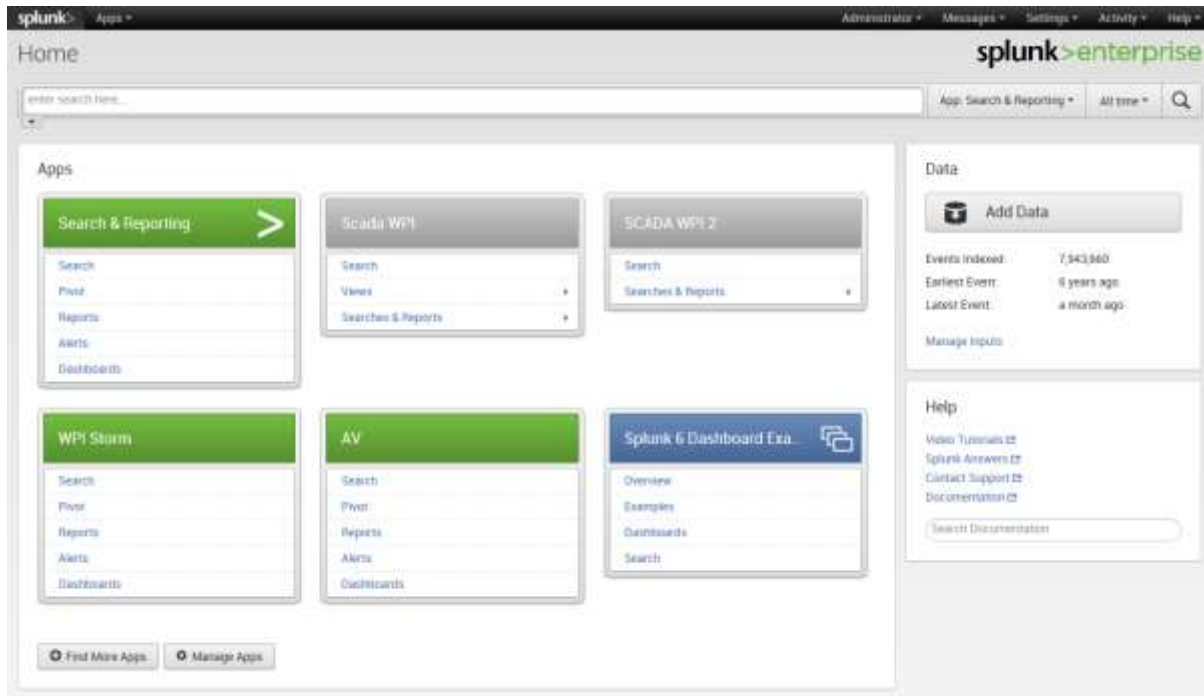 splunk> Apps Administrator Messages Settings Activity Help
Home
splunk>enterprise
enter search here...
App: Search & Reporting All time
Apps
Search & Reporting >
Search
Pivot
Reports
Alerts
Dashboards
Scada WPI
Search
Views
Searches & Reports
SCADA WPI 2
Search
Searches & Reports
WPI Storm
Search
Pivot
Reports
Alerts
Dashboards
AV
Search
Pivot
Reports
Alerts
Dashboards
Splunk 6 Dashboard Exa...
Overview
Examples
Dashboards
Search
Find More Apps
Manage Apps
Data
Add Data
Events Indexed
Earliest Event 6 years ago
Latest Event a month ago
Manage Inputs
Help
Video Tutorials
Splunk Answers
Contact Support
Documentation
Search Documentation